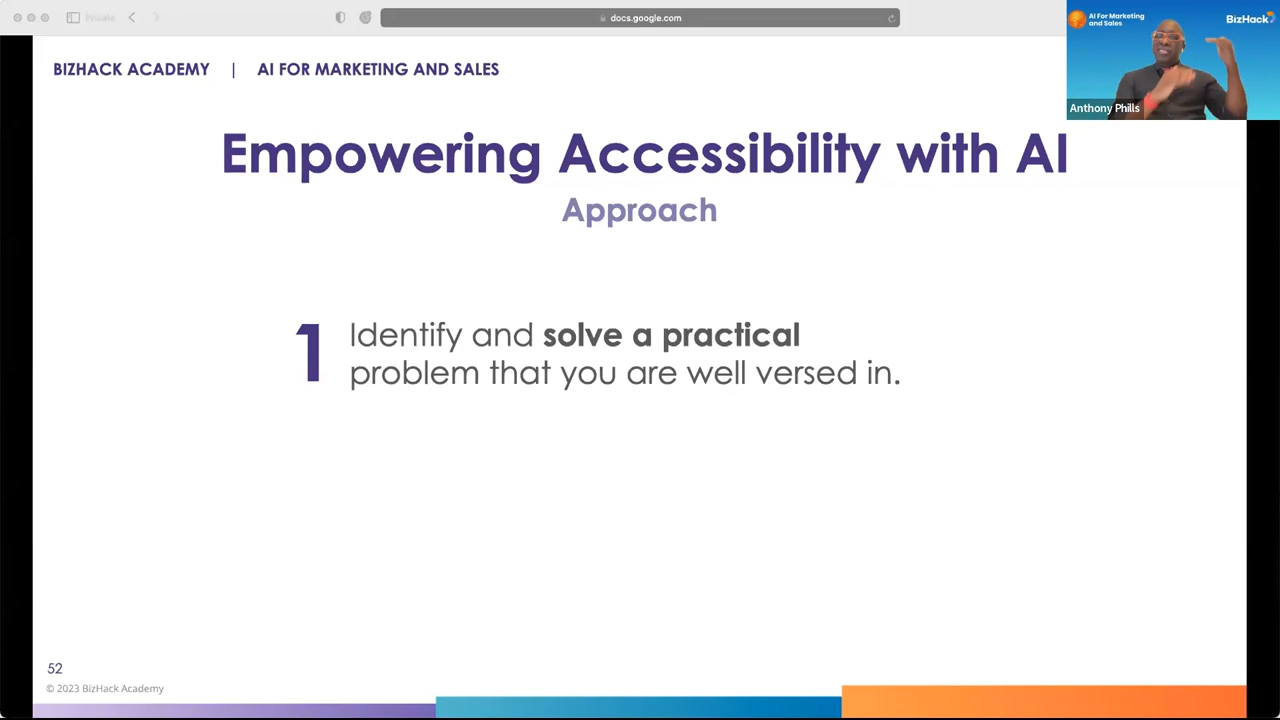 Private
docs.google.com
AI For Marketing
and Sales
BizHack
Anthony Phills
BIZHACK ACADEMY | AI FOR MARKETING AND SALES
Empowering Accessibility with AI
Approach
1
Identify and solve a practical
problem that you are well versed in.
52
© 2023 BizHack Academy